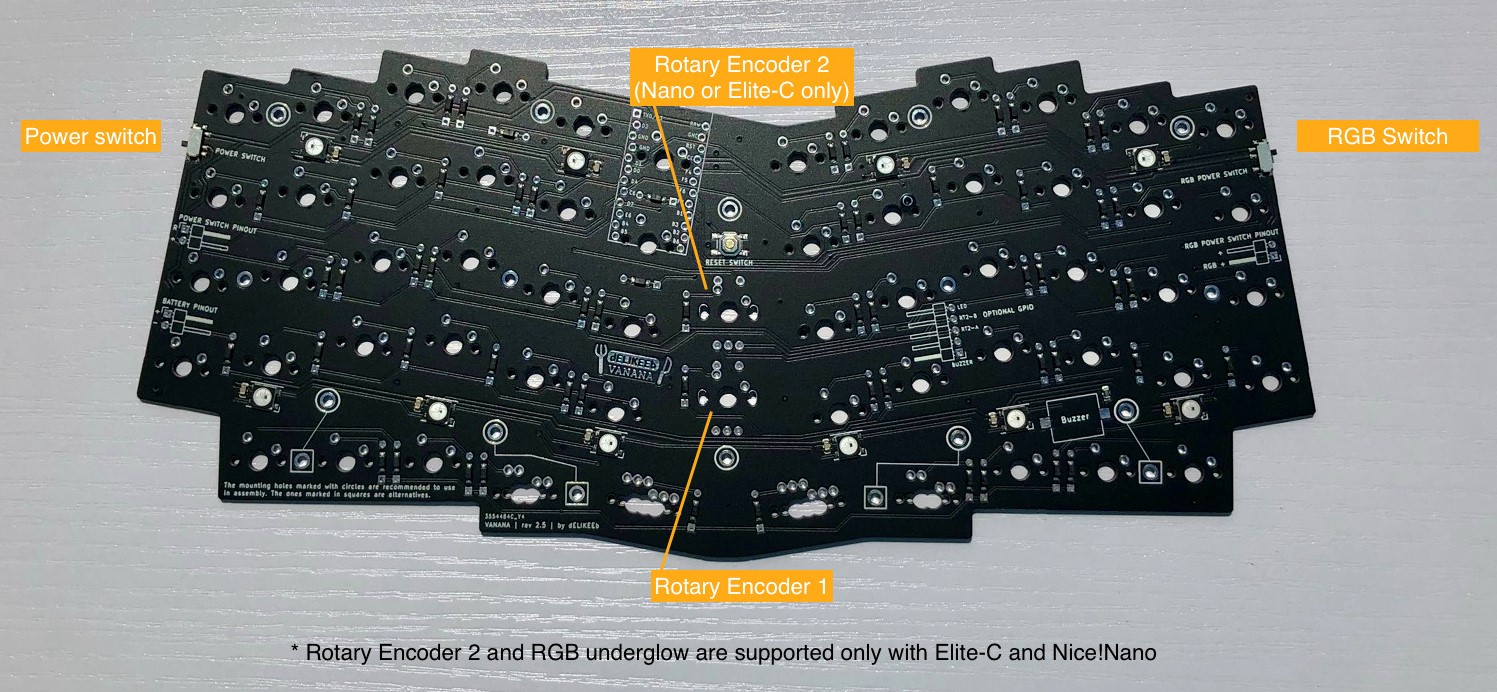 Rotary Encoder 2
(Nano or Elite-C only)
Power switch
RGB Switch
POWER SWITCH
RGB POWER SWITCH
POWER SWITCH PINOUT
RESET SWITCH
RGB POWER SWITCH PINOUT
RGB +
BATTERY PINOUT
LED
RT2-B
OPTIONAL GPIO
RT2-A
BUZZER
dELIKEEb
VANANA
Buzzer
The mounting holes marked with circles are recommended to use
in assembly. The ones marked in squares are alternatives.
3554484C_Y4
VANANA | rev 2.5 | by dELIKEEb
Rotary Encoder 1
* Rotary Encoder 2 and RGB underglow are supported only with Elite-C and Nice!Nano